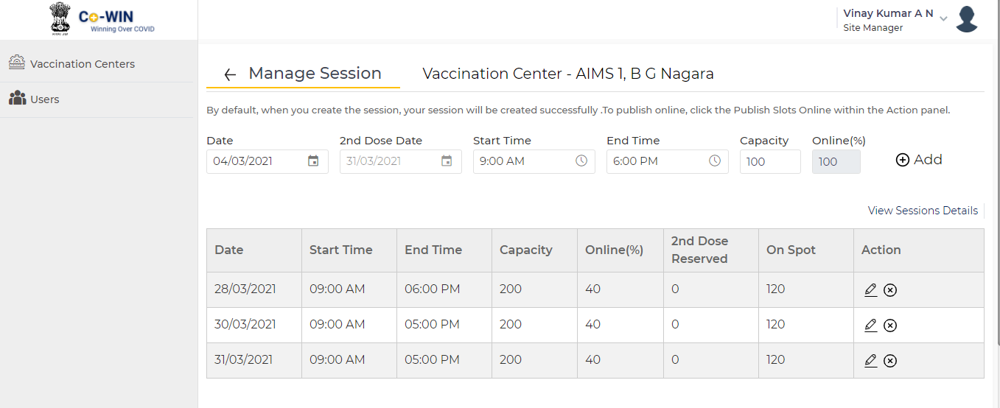 Co-WIN
Winning Over COVID
Vinay Kumar A N
Site Manager
Vaccination Centers
Users
Manage Session
Vaccination Center - AIMS 1, B G Nagara
By default, when you create the session, your session will be created successfully .To publish online, click the Publish Slots Online within the Action panel.
Date 2nd Dose Date Start Time End Time Capacity Online(%)
04/03/2021 31/03/2021 9:00 AM 6:00 PM 100 100 Add
View Sessions Details
Date Start Time End Time Capacity Online(%) 2nd Dose Reserved On Spot Action
28/03/2021 09:00 AM 06:00 PM 200 40 0 120
30/03/2021 09:00 AM 05:00 PM 200 40 0 120
31/03/2021 09:00 AM 05:00 PM 200 40 0 120